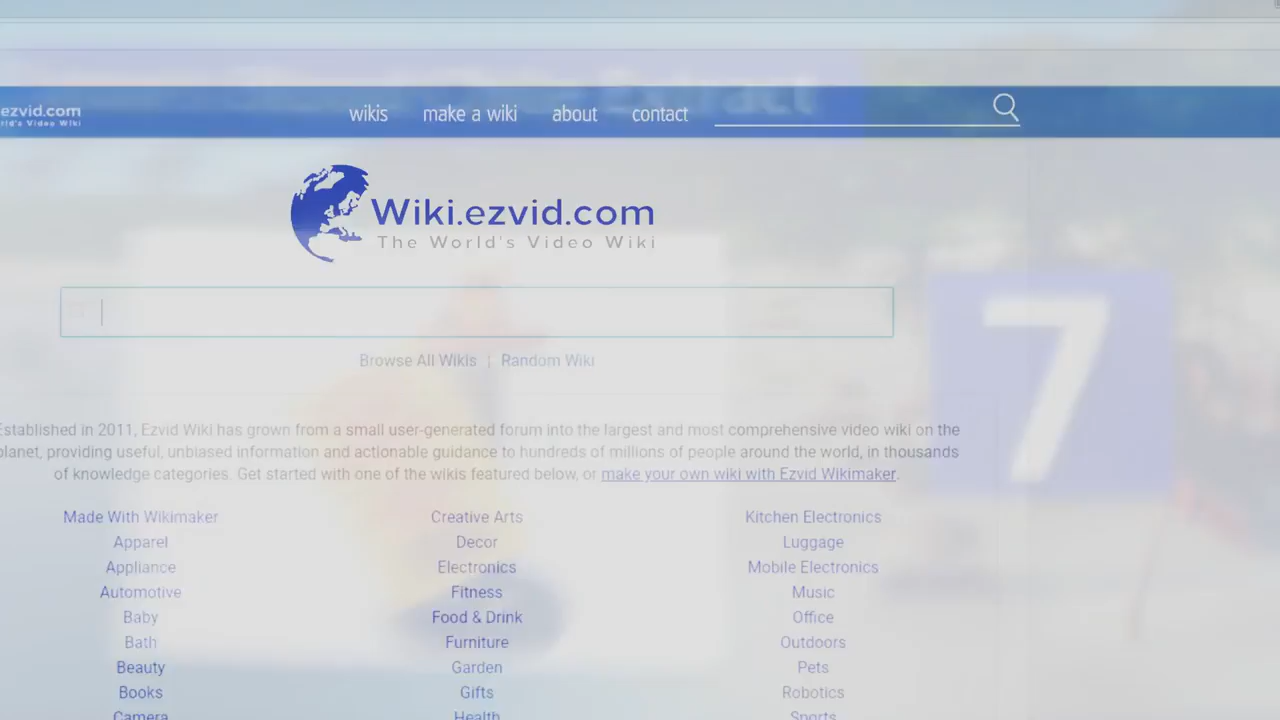 ezvid.com
wikis
make a wiki
about
contact
Wiki.ezvid.com
The World's Video Wiki
Browse All Wikis | Random Wiki
Established in 2011, Ezvid Wiki has grown from a small user-generated forum into the largest and most comprehensive video wiki on the
planet, providing useful, unbiased information and actionable guidance to hundreds of millions of people around the world, in thousands
of knowledge categories. Get started with one of the wikis featured below, or make your own wiki with Ezvid Wikimaker.
7
Made With Wikimaker
Apparel
Appliance
Automotive
Baby
Bath
Beauty
Books
Camera
Creative Arts
Decor
Electronics
Fitness
Food & Drink
Furniture
Garden
Gifts
Health
Kitchen Electronics
Luggage
Mobile Electronics
Music
Office
Outdoors
Pets
Robotics
Sports